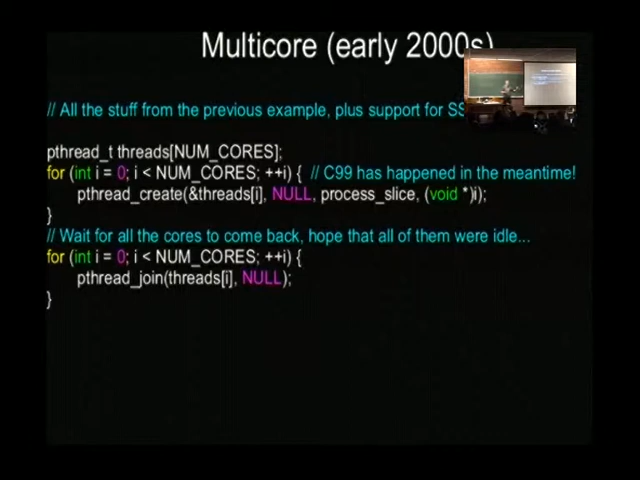 Multicore (early 2000s)
// All the stuff from the previous example, plus support for
pthread_t threads[NUM_CORES];
for (int i = 0; i < NUM_CORES; ++i) { // C99 has happened in the meantime!
pthread_create(&threads[i], NULL, process_slice, (void *)i);
}
// Wait for all the cores to come back, hope that all of them were idle...
for (int i = 0; i < NUM_CORES; ++i) {
pthread_join(threads[i], NULL);
}